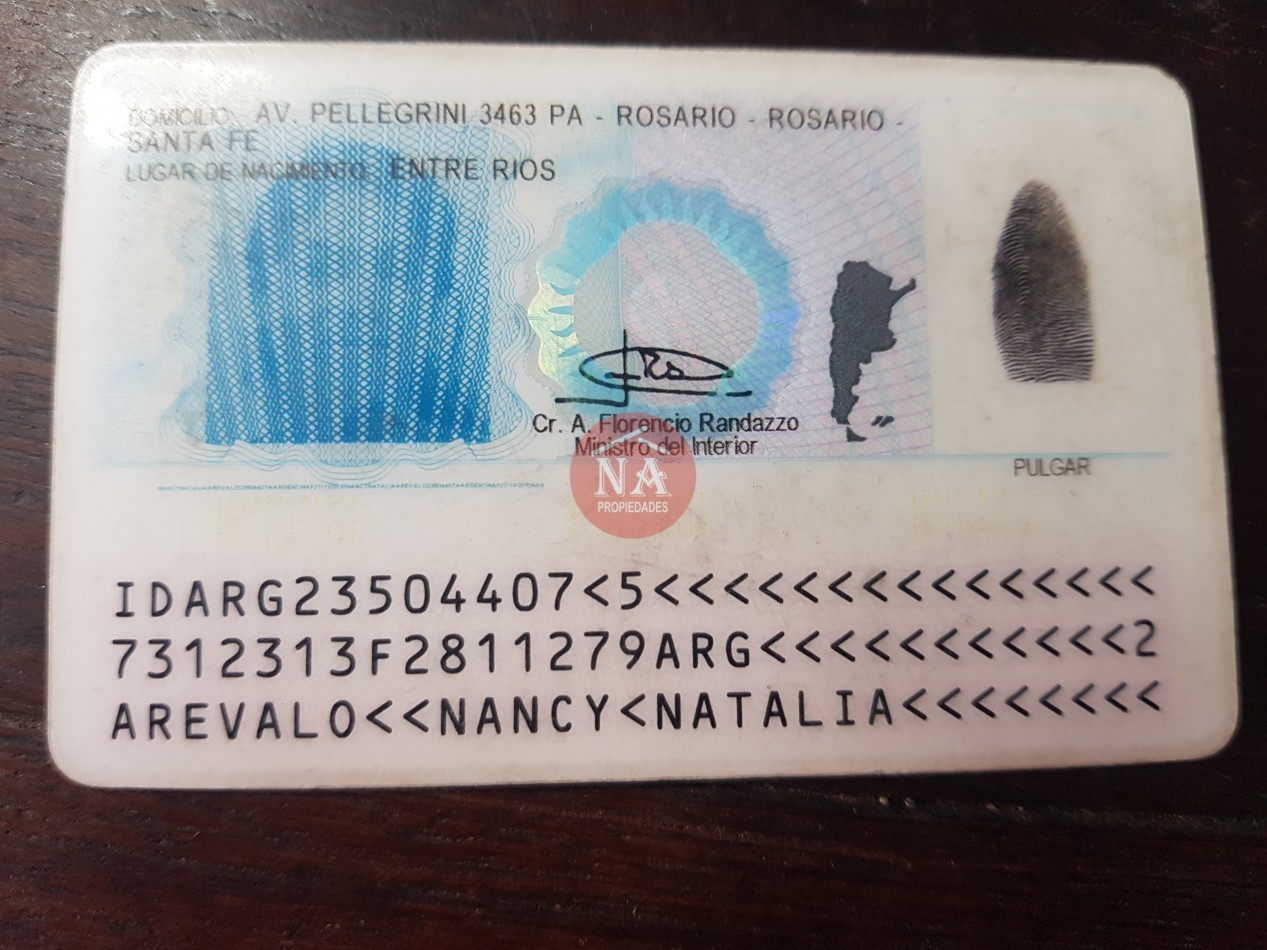 DOMICILIO: AV. PELLEGRINI 3463 PA - ROSARIO - ROSARIO -
SANTA FE
LUGAR DE NACIMIENTO: ENTRE RIOS
Cr. A. Florencio Randazzo
Ministro del Interior
NA
PROPIEDADES
PULGAR
IDARG23504407<5<<<<<<<<<<<<<<<
7312313F2811279ARG<<<<<<<<<<<2
AREVALO<<NANCY<NATALIA<<<<<<<<